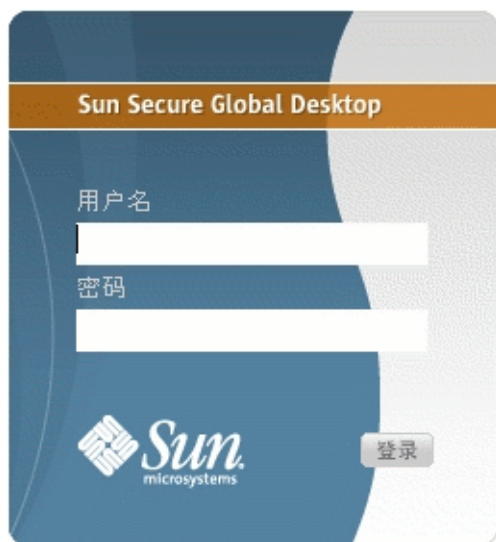 Sun Secure Global Desktop
用户名
密码
Sun
microsystems
登录